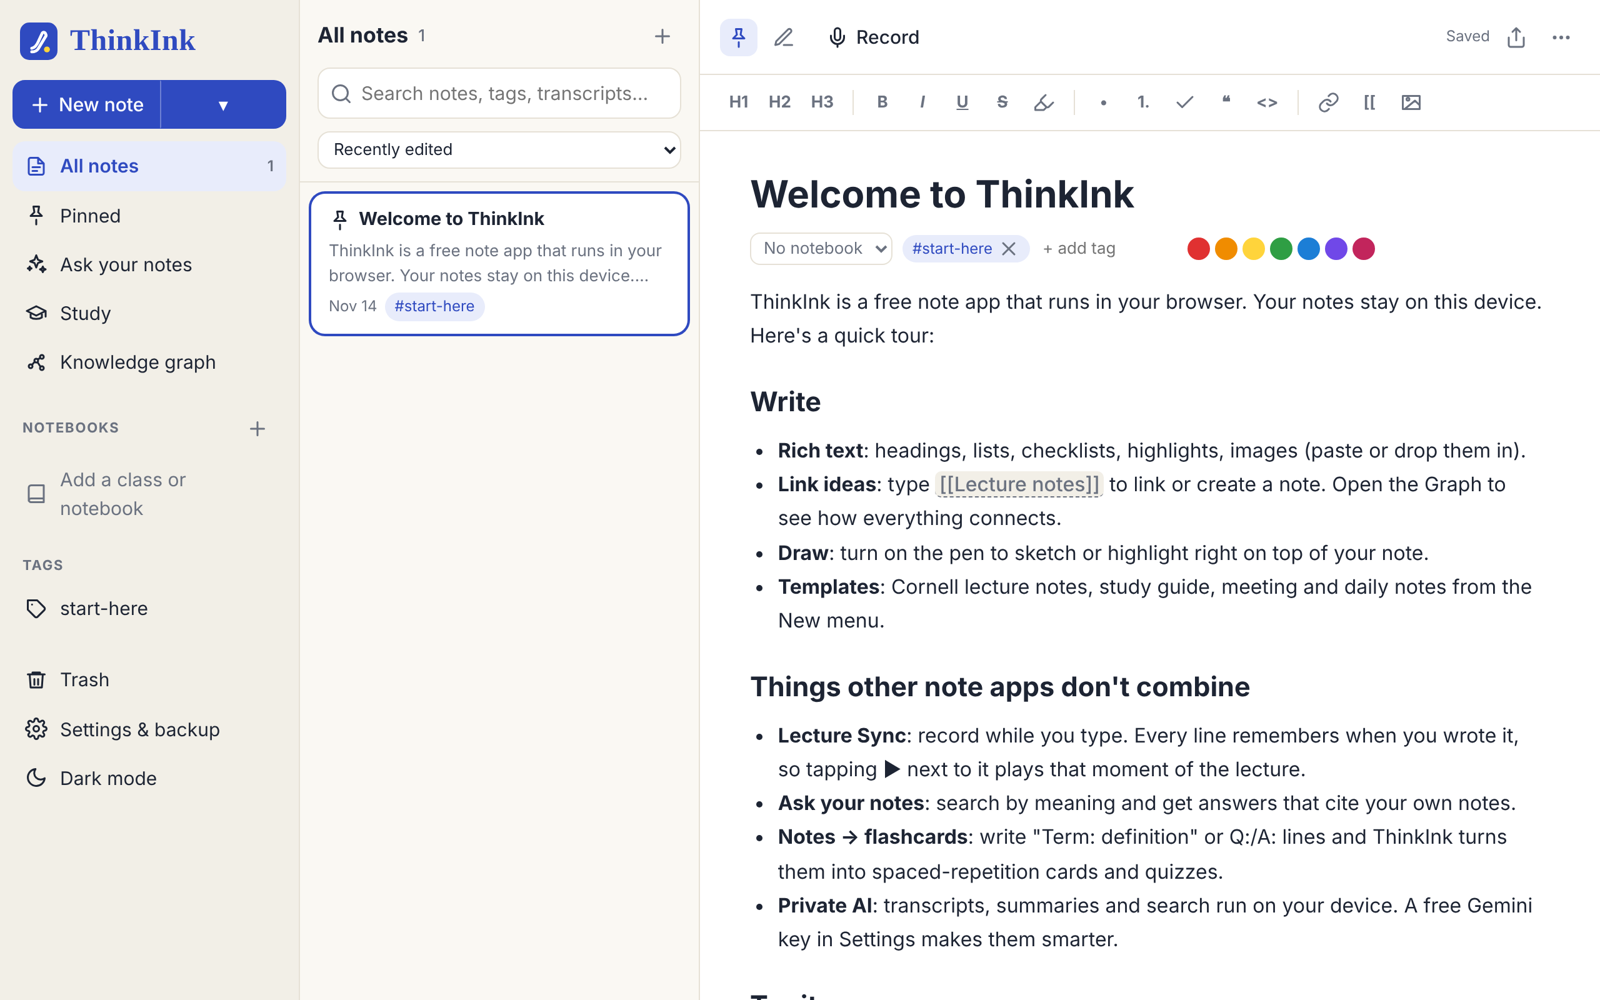 ThinkInk
New note
All notes 1
Pinned
Ask your notes
Study
Knowledge graph
NOTEBOOKS
Add a class or
notebook
TAGS
start-here
Trash
Settings & backup
Dark mode
All notes 1
Search notes, tags, transcripts...
Recently edited
Welcome to ThinkInk
ThinkInk is a free note app that runs in your
browser. Your notes stay on this device....
Nov 14 #start-here
Record
Saved
H1 H2 H3 B I U S • 1. ❝ <> [[
Welcome to ThinkInk
No notebook #start-here + add tag
ThinkInk is a free note app that runs in your browser. Your notes stay on this device.
Here's a quick tour:
Write
• Rich text: headings, lists, checklists, highlights, images (paste or drop them in).
• Link ideas: type [[Lecture notes]] to link or create a note. Open the Graph to
see how everything connects.
• Draw: turn on the pen to sketch or highlight right on top of your note.
• Templates: Cornell lecture notes, study guide, meeting and daily notes from the
New menu.
Things other note apps don't combine
• Lecture Sync: record while you type. Every line remembers when you wrote it,
so tapping ▶ next to it plays that moment of the lecture.
• Ask your notes: search by meaning and get answers that cite your own notes.
• Notes → flashcards: write "Term: definition" or Q:/A: lines and ThinkInk turns
them into spaced-repetition cards and quizzes.
• Private AI: transcripts, summaries and search run on your device. A free Gemini
key in Settings makes them smarter.